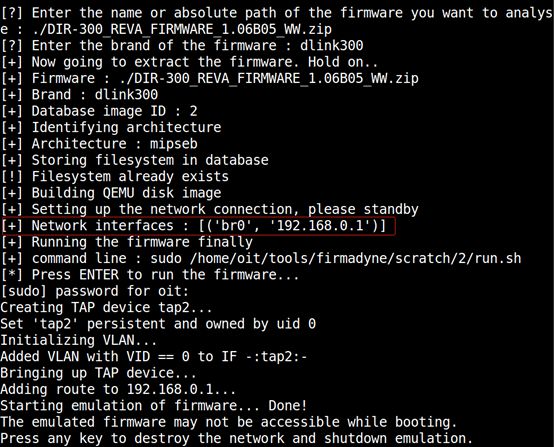 [?] Enter the name or absolute path of the firmware you want to analys
e : ./DIR-300_REVA_FIRMWARE_1.06B05_WW.zip
[?] Enter the brand of the firmware : dlink300
[+] Now going to extract the firmware. Hold on..
[+] Firmware : ./DIR-300_REVA_FIRMWARE_1.06B05_WW.zip
[+] Brand : dlink300
[+] Database image ID : 2
[+] Identifying architecture
[+] Architecture : mipseb
[+] Storing filesystem in database
[!] Filesystem already exists
[+] Building QEMU disk image
[+] Setting up the network connection, please standby
[+] Network interfaces : [('br0', '192.168.0.1')]
[+] Running the firmware finally
[+] command line : sudo /home/oit/tools/firmadyne/scratch/2/run.sh
[*] Press ENTER to run the firmware...
[sudo] password for oit:
Creating TAP device tap2...
Set 'tap2' persistent and owned by uid 0
Initializing VLAN...
Added VLAN with VID == 0 to IF -:tap2:-
Bringing up TAP device...
Adding route to 192.168.0.1...
Starting emulation of firmware... Done!
The emulated firmware may not be accessible while booting.
Press any key to destroy the network and shutdown emulation.